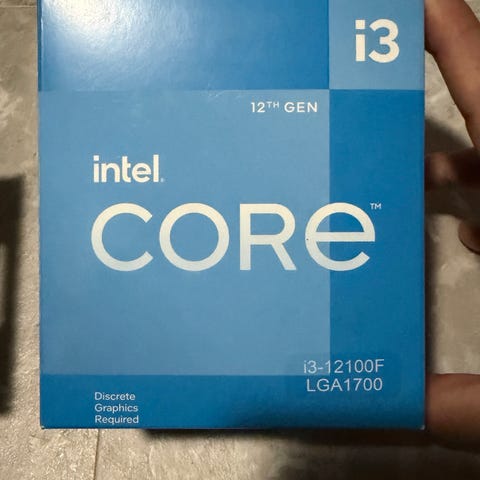 i3
12TH GEN
intel.
CORE™
i3-12100F
LGA1700
Discrete
Graphics
Required